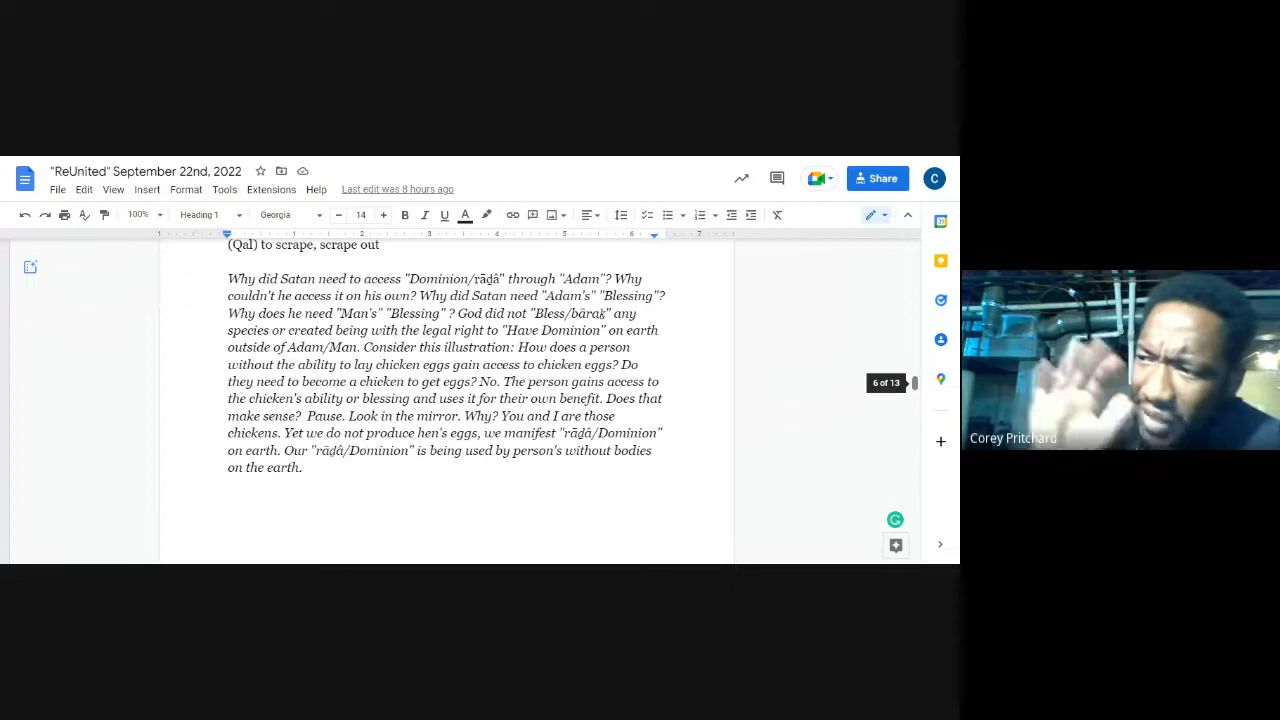 "ReUnited" September 22nd, 2022
File Edit View Insert Format Tools Extensions Help Last edit was 8 hours ago
Share
C
100% Heading 1 Georgia 14
1 1 2 3 4 5 6 7
(Qal) to scrape, scrape out
Why did Satan need to access "Dominion/rāḏâ" through "Adam"? Why
couldn't he access it on his own? Why did Satan need "Adam's" "Blessing"?
Why does he need "Man's" "Blessing" ? God did not "Bless/bāraḵ" any
species or created being with the legal right to "Have Dominion" on earth
outside of Adam/Man. Consider this illustration: How does a person
without the ability to lay chicken eggs gain access to chicken eggs? Do
they need to become a chicken to get eggs? No. The person gains access to
the chicken's ability or blessing and uses it for their own benefit. Does that
make sense? Pause. Look in the mirror. Why? You and I are those
chickens. Yet we do not produce hen's eggs, we manifest "rāḏâ/Dominion"
on earth. Our "rāḏâ/Dominion" is being used by person's without bodies
on the earth.
6 of 13
Corey Pritchard